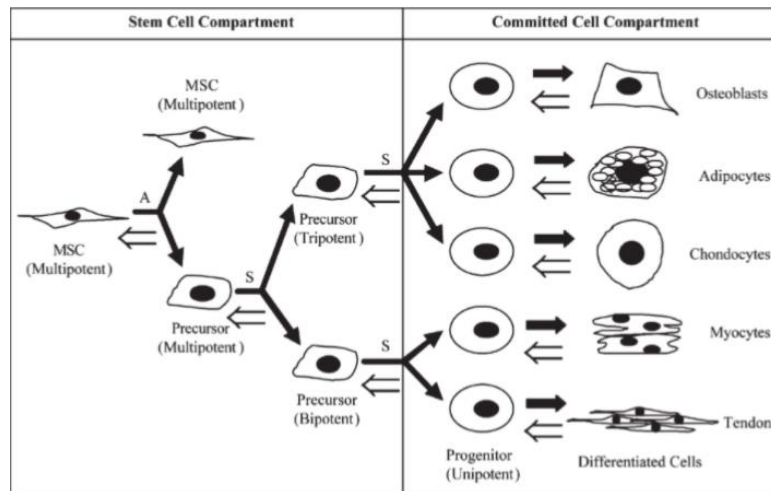 Stem Cell Compartment
Committed Cell Compartment
MSC
(Multipotent)
A
MSC
(Multipotent)
Precursor
(Multipotent)
S
Precursor
(Tripotent)
S
Precursor
(Bipotent)
S
Osteoblasts
Adipocytes
Chondocytes
Myocytes
Tendon
Progenitor
(Unipotent)
Differentiated Cells